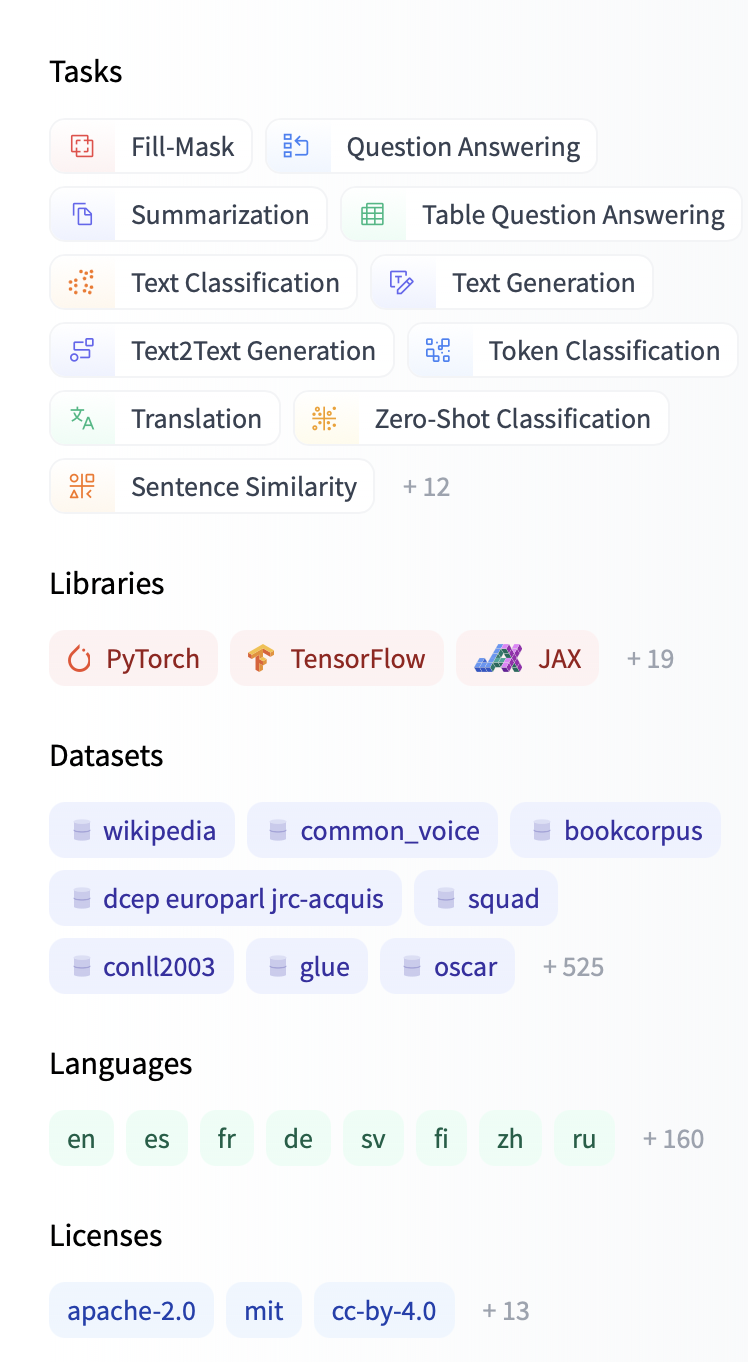 Tasks
Fill-Mask Question Answering
Summarization Table Question Answering
Text Classification Text Generation
Text2Text Generation Token Classification
Translation Zero-Shot Classification
Sentence Similarity + 12
Libraries
PyTorch TensorFlow JAX + 19
Datasets
wikipedia common_voice bookcorpus
dcep europarl jrc-acquis squad
conll2003 glue oscar + 525
Languages
en es fr de sv fi zh ru + 160
Licenses
apache-2.0 mit cc-by-4.0 + 13